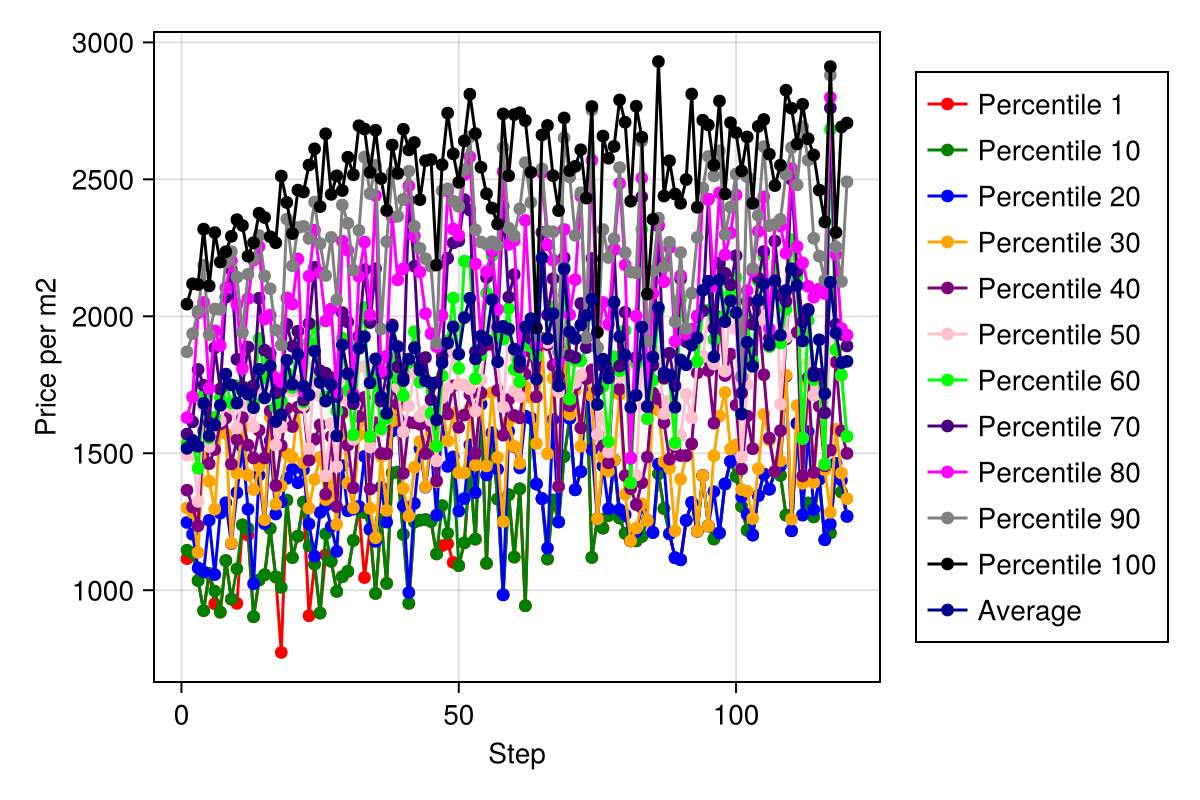 3000
2500
2000
1500
1000
0
50
100
Price per m2
Step
Percentile 1
Percentile 10
Percentile 20
Percentile 30
Percentile 40
Percentile 50
Percentile 60
Percentile 70
Percentile 80
Percentile 90
Percentile 100
Average